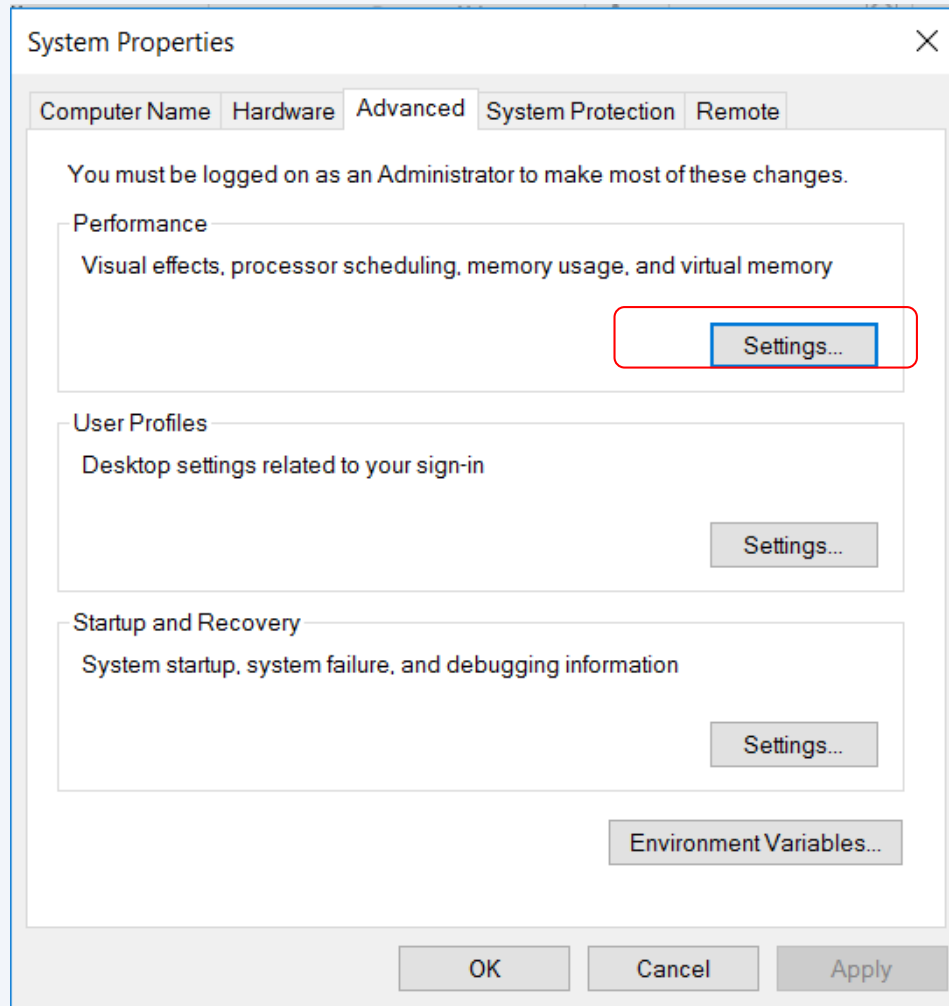 System Properties
Computer Name Hardware Advanced System Protection Remote
You must be logged on as an Administrator to make most of these changes.
Performance
Visual effects, processor scheduling, memory usage, and virtual memory
Settings...
User Profiles
Desktop settings related to your sign-in
Settings...
Startup and Recovery
System startup, system failure, and debugging information
Settings...
Environment Variables...
OK Cancel Apply